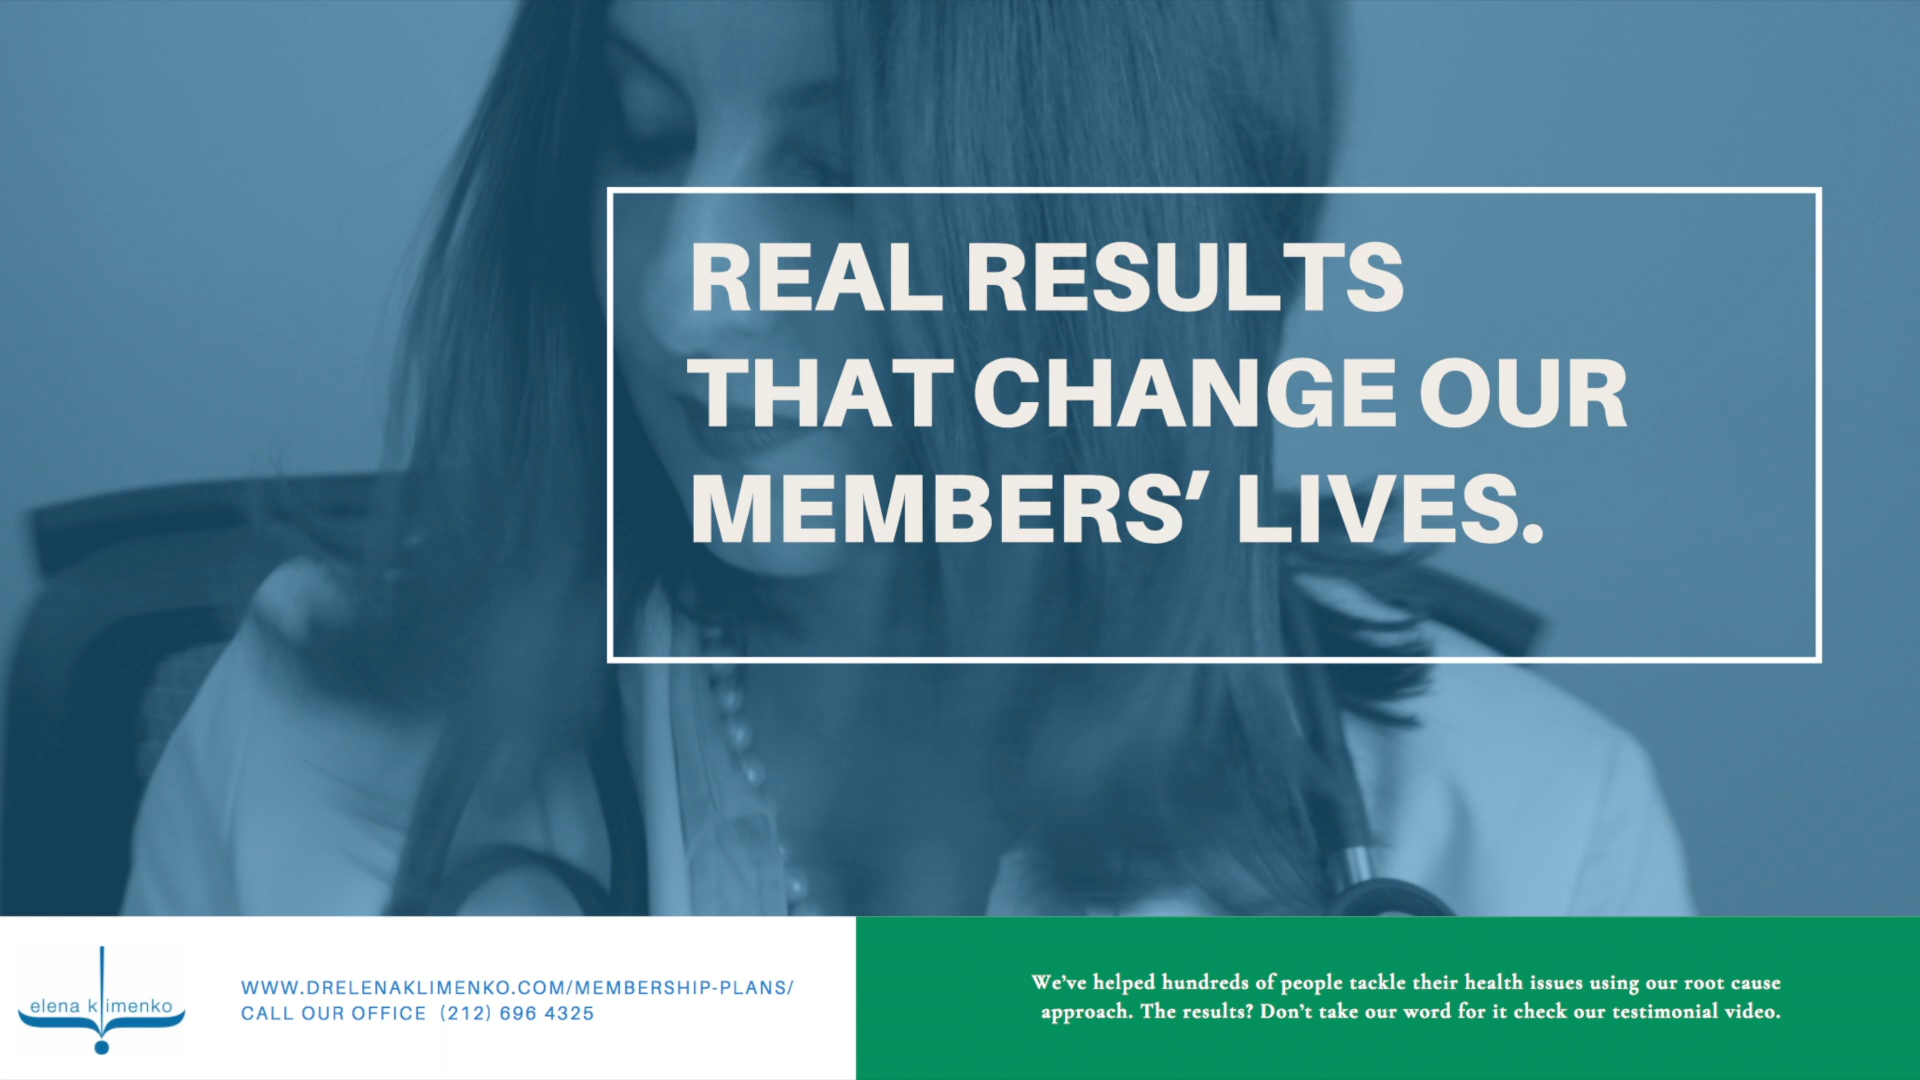 REAL RESULTS
THAT CHANGE OUR
MEMBERS’ LIVES.
elena klimenko
WWW.DRELENAKLIMENKO.COM/MEMBERSHIP-PLANS/
CALL OUR OFFICE (212) 696 4325
We’ve helped hundreds of people tackle their health issues using our root cause
approach. The results? Don’t take our word for it check our testimonial video.